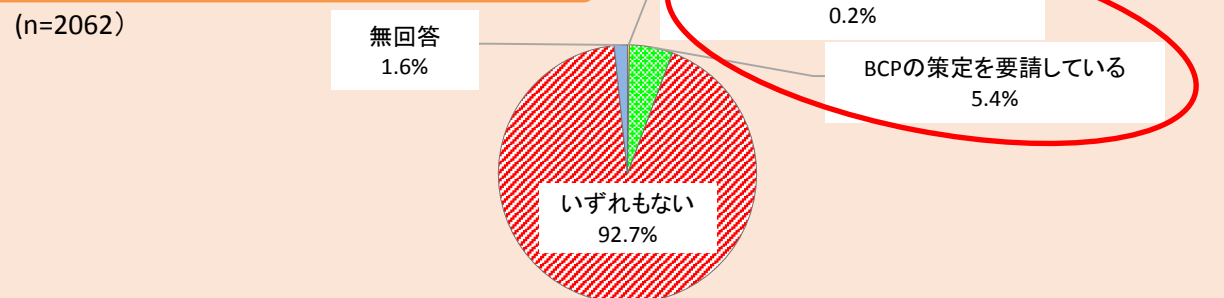 (n=2062）
0.2%
無回答
1.6%
BCPの策定を要請している
5.4%
いずれもない
92.7%